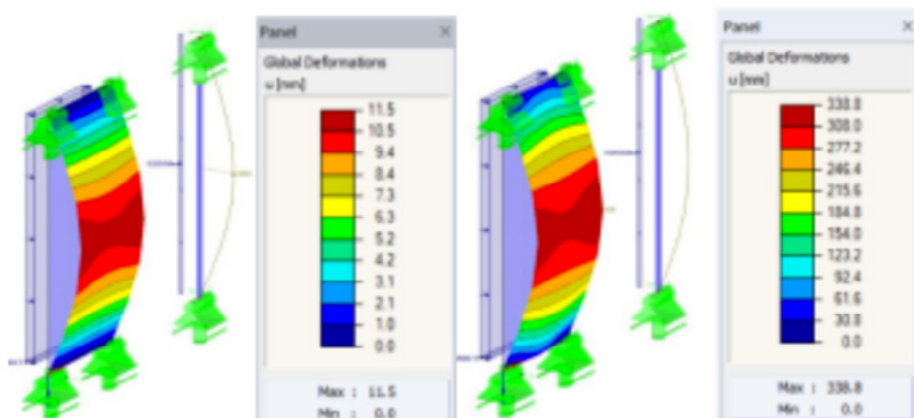 Panel
Global Deformations
u [mm]
11.5
10.5
9.4
8.4
7.3
6.3
5.2
4.2
3.1
2.1
1.0
0.0
Max : 11.5
Min : 0.0
Panel
Global Deformations
u [mm]
338.8
308.0
277.2
246.4
215.6
184.8
154.0
123.2
92.4
61.6
30.8
0.0
Max : 338.8
Min : 0.0